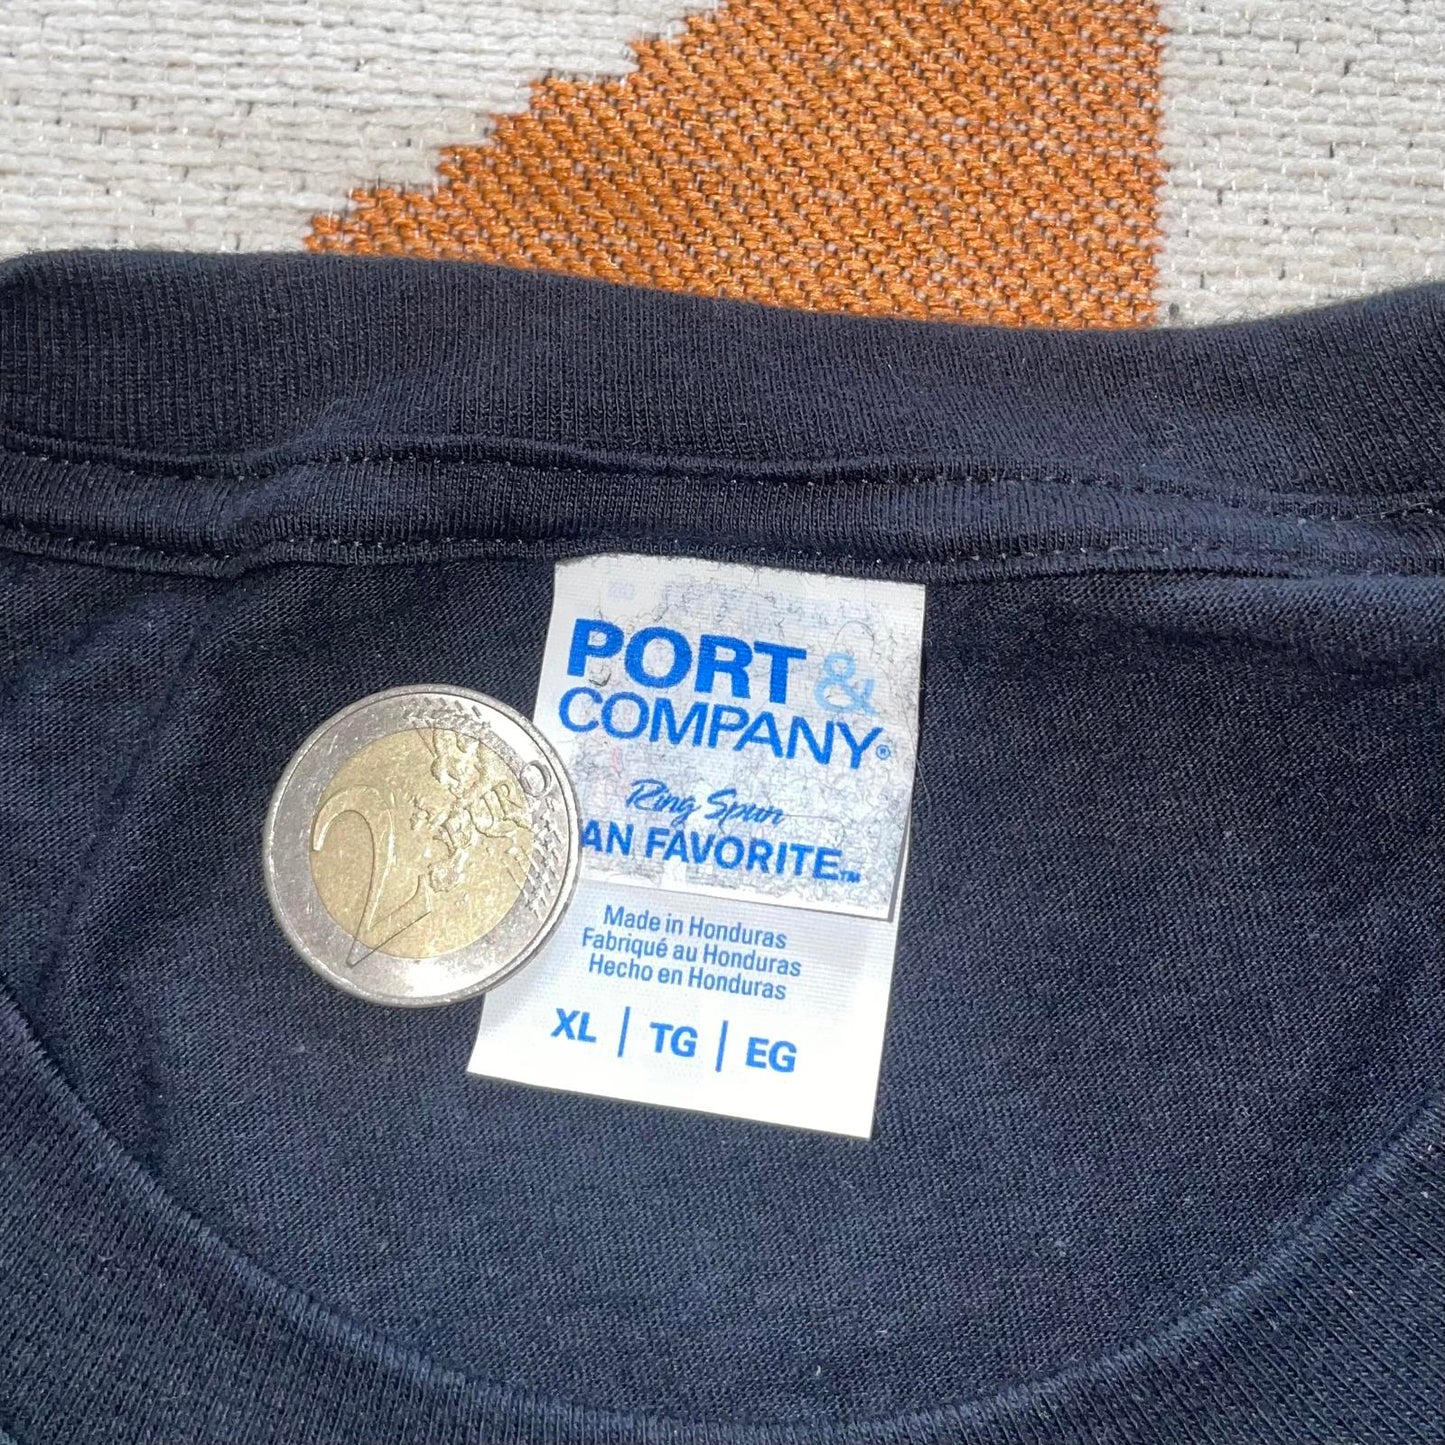 PORT &
COMPANY®
Ring Spun
AN FAVORITE™
Made in Honduras
Fabriqué au Honduras
Hecho en Honduras
XL | TG | EG
2 EURO